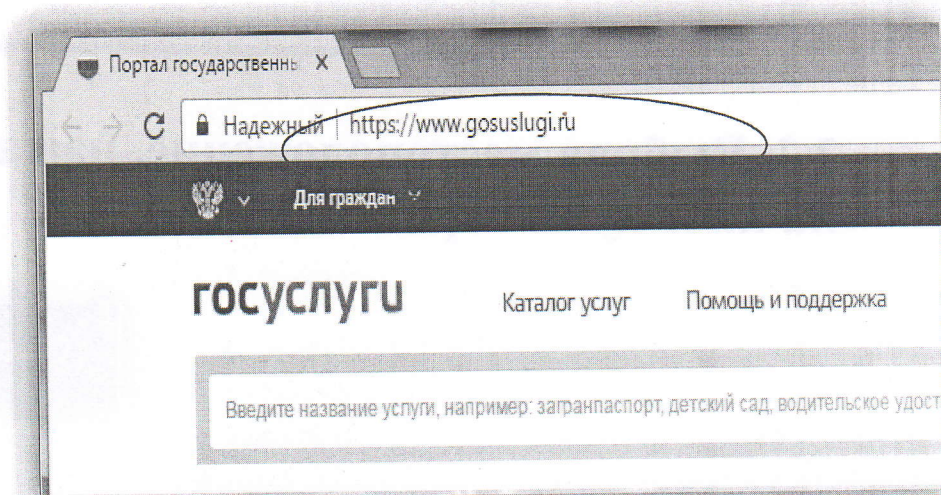 Портал государственнь X
Надежный | https://www.gosuslugi.ru
Для граждан
госуслуги
Каталог услуг
Помощь и поддержка
Введите название услуги, например: загранпаспорт, детский сад, водительское удост